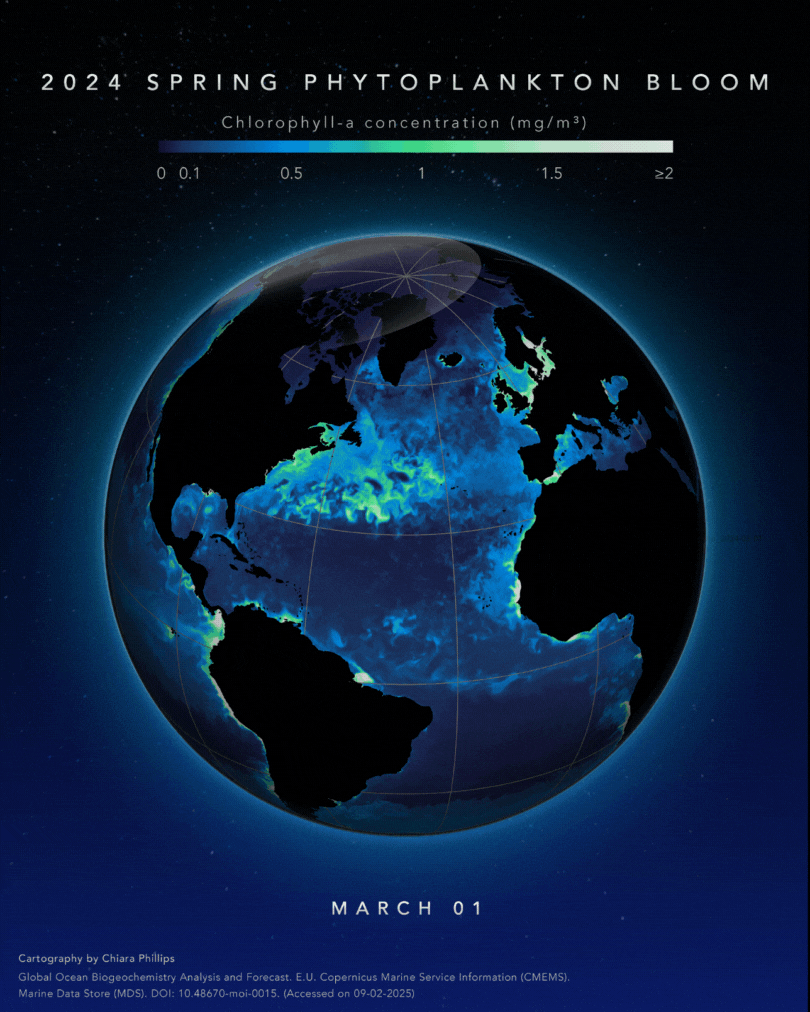 2024 SPRING PHYTOPLANKTON BLOOM
Chlorophyll-a concentration (mg/m³)
0 0.1 0.5 1 1.5 ≥2
MARCH 01
Cartography by Chiara Phillips
Global Ocean Biogeochemistry Analysis and Forecast. E.U. Copernicus Marine Service Information (CMEMS).
Marine Data Store (MDS). DOI: 10.48670-moi-0015. (Accessed on 09-02-2025)